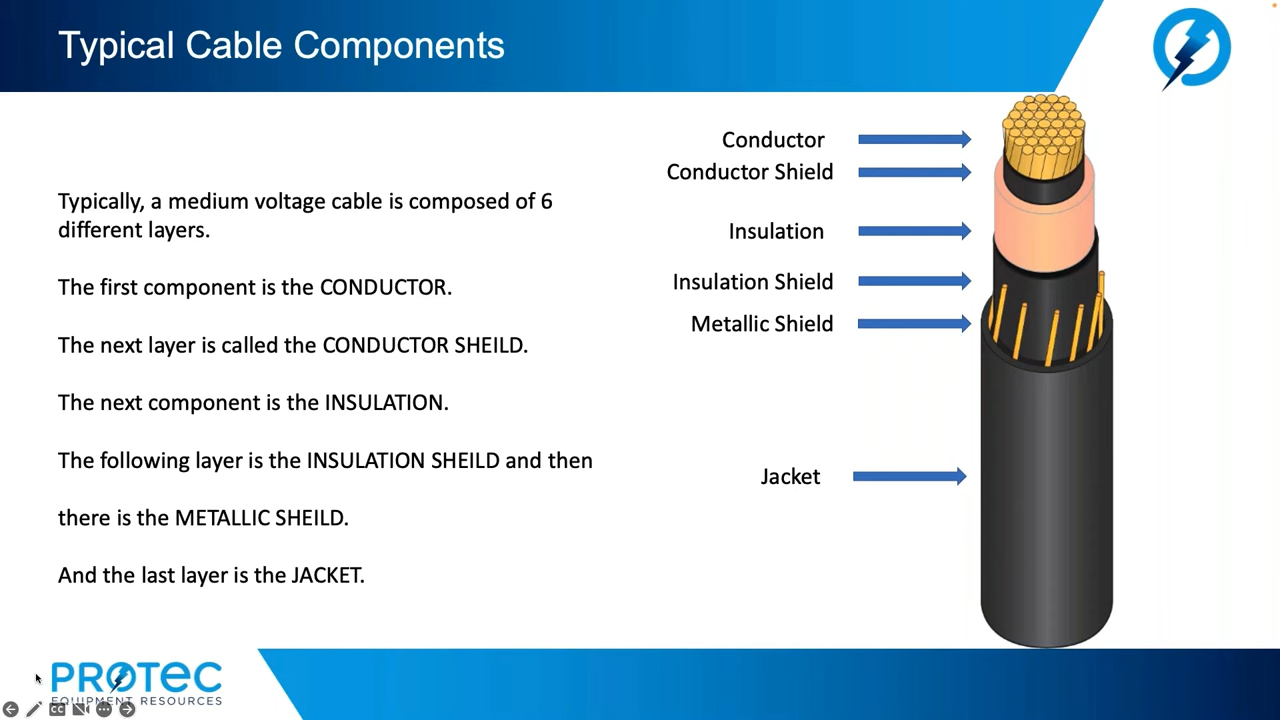 Typical Cable Components
Typically, a medium voltage cable is composed of 6
different layers.
The first component is the CONDUCTOR.
The next layer is called the CONDUCTOR SHEILD.
The next component is the INSULATION.
The following layer is the INSULATION SHEILD and then
there is the METALLIC SHEILD.
And the last layer is the JACKET.
Conductor
Conductor Shield
Insulation
Insulation Shield
Metallic Shield
Jacket
PROTEC
EQUIPMENT RESOURCES
CC